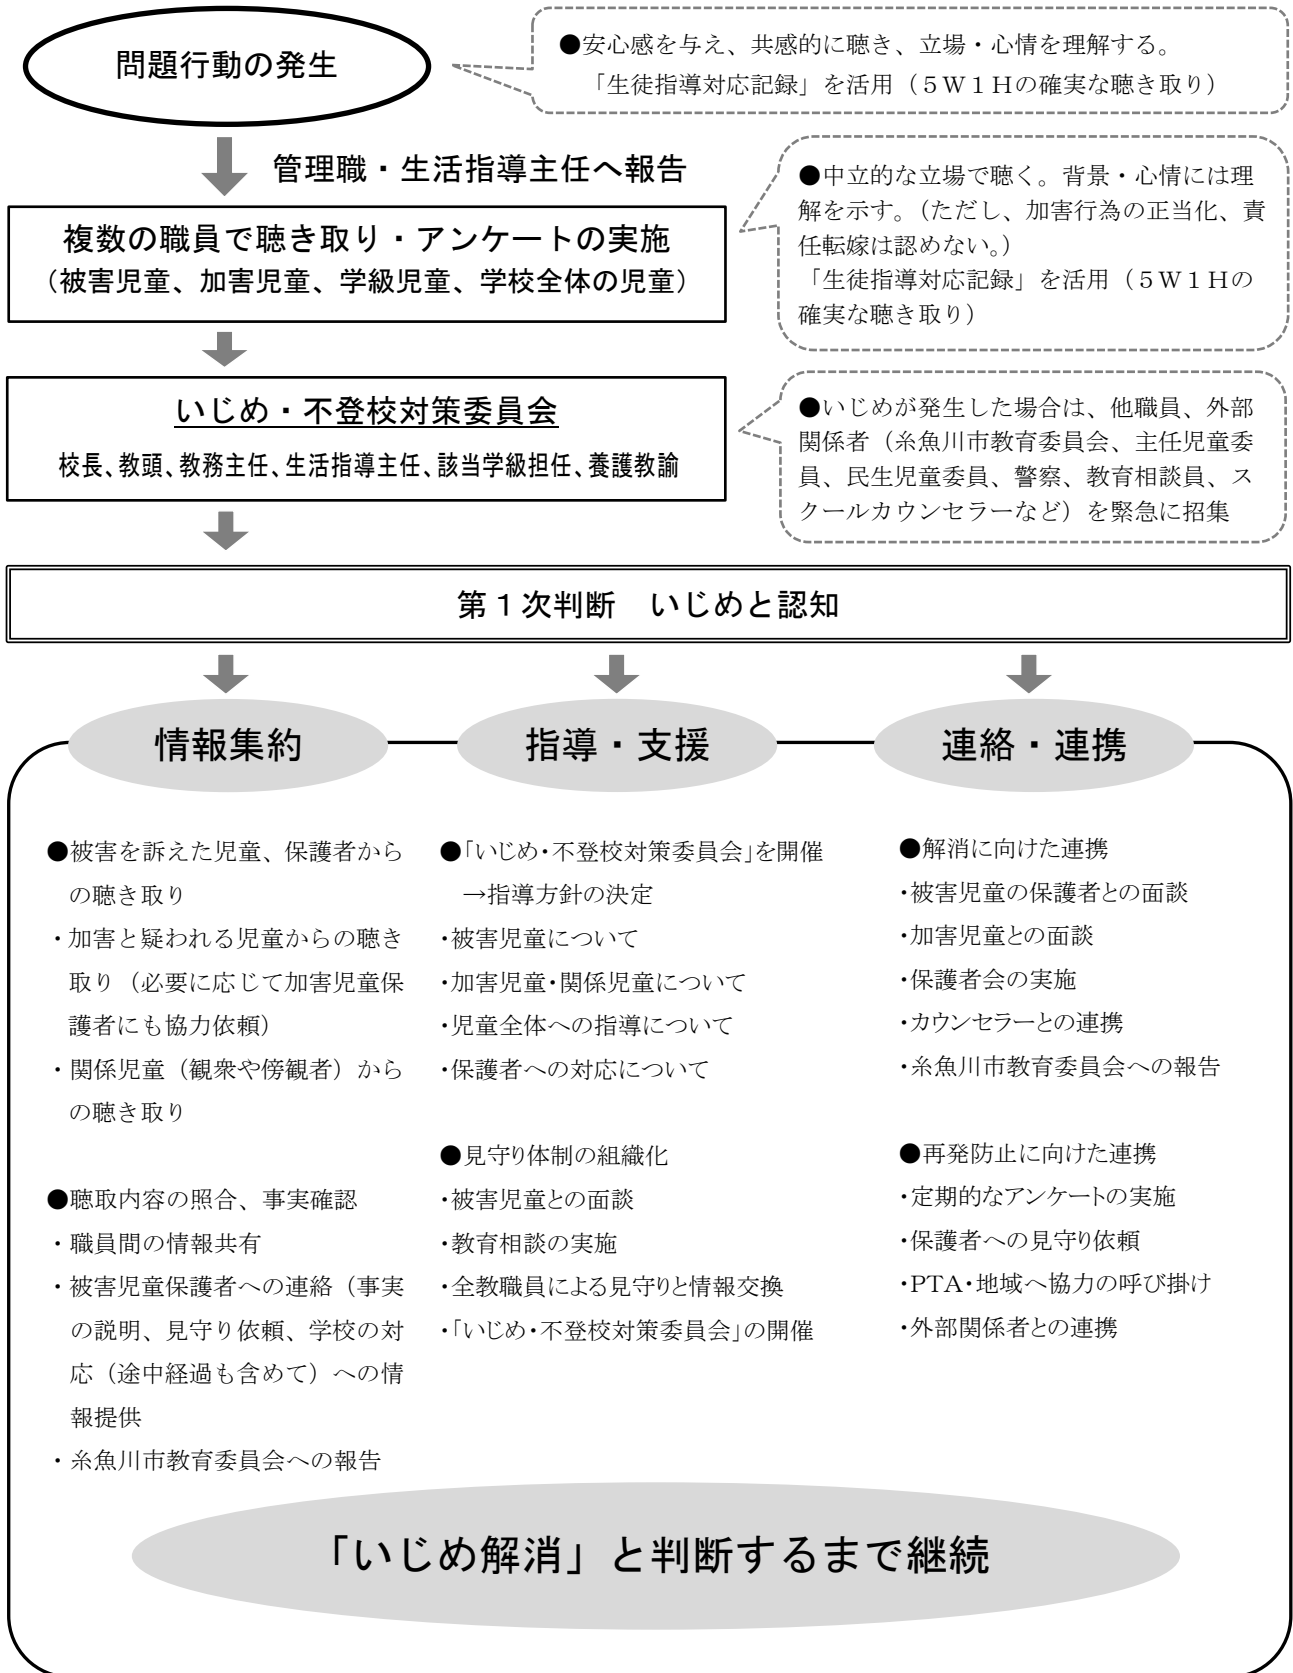 問題行動の発生
●安心感を与え、共感的に聴き、立場・心情を理解する。
「生徒指導対応記録」を活用（５Ｗ１Ｈの確実な聴き取り）
管理職・生活指導主任へ報告
複数の職員で聴き取り・アンケートの実施
（被害児童、加害児童、学級児童、学校全体の児童）
●中立的な立場で聴く。背景・心情には理
解を示す。（ただし、加害行為の正当化、責
任転嫁は認めない。）
「生徒指導対応記録」を活用（５Ｗ１Ｈの
確実な聴き取り）
いじめ・不登校対策委員会
校長、教頭、教務主任、生活指導主任、該当学級担任、養護教諭
●いじめが発生した場合は、他職員、外部
関係者（糸魚川市教育委員会、主任児童委
員、民生児童委員、警察、教育相談員、ス
クールカウンセラーなど）を緊急に招集
第１次判断　いじめと認知
情報集約
●被害を訴えた児童、保護者から
の聴き取り
・加害と疑われる児童からの聴き
取り（必要に応じて加害児童保
護者にも協力依頼）
・関係児童（観衆や傍観者）から
の聴き取り
●聴取内容の照合、事実確認
・職員間の情報共有
・被害児童保護者への連絡（事実
の説明、見守り依頼、学校の対
応（途中経過も含めて）への情
報提供
・糸魚川市教育委員会への報告
指導・支援
●「いじめ・不登校対策委員会」を開催
→指導方針の決定
・被害児童について
・加害児童・関係児童について
・児童全体への指導について
・保護者への対応について
●見守り体制の組織化
・被害児童との面談
・教育相談の実施
・全教職員による見守りと情報交換
・「いじめ・不登校対策委員会」の開催
連絡・連携
●解消に向けた連携
・被害児童の保護者との面談
・加害児童との面談
・保護者会の実施
・カウンセラーとの連携
・糸魚川市教育委員会への報告
●再発防止に向けた連携
・定期的なアンケートの実施
・保護者への見守り依頼
・PTA・地域へ協力の呼び掛け
・外部関係者との連携
「いじめ解消」と判断するまで継続